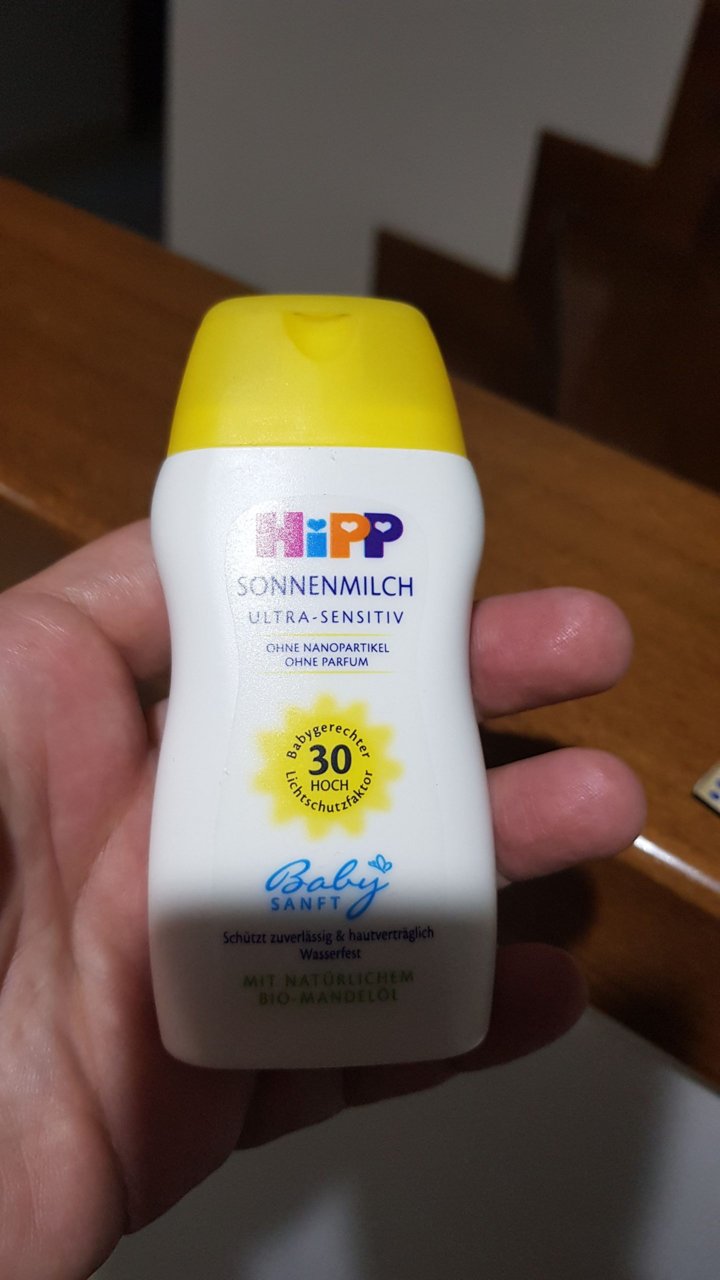 HiPP
SONNENMILCH
ULTRA-SENSITIV
OHNE NANOPARTIKEL
OHNE PARFUM
Babygerechter
30
HOCH
Lichtschutzfaktor
Baby
SANFT
Schützt zuverlässig & hautverträglich
Wasserfest
MIT NATÜRLICHEM
BIO-MANDELÖL